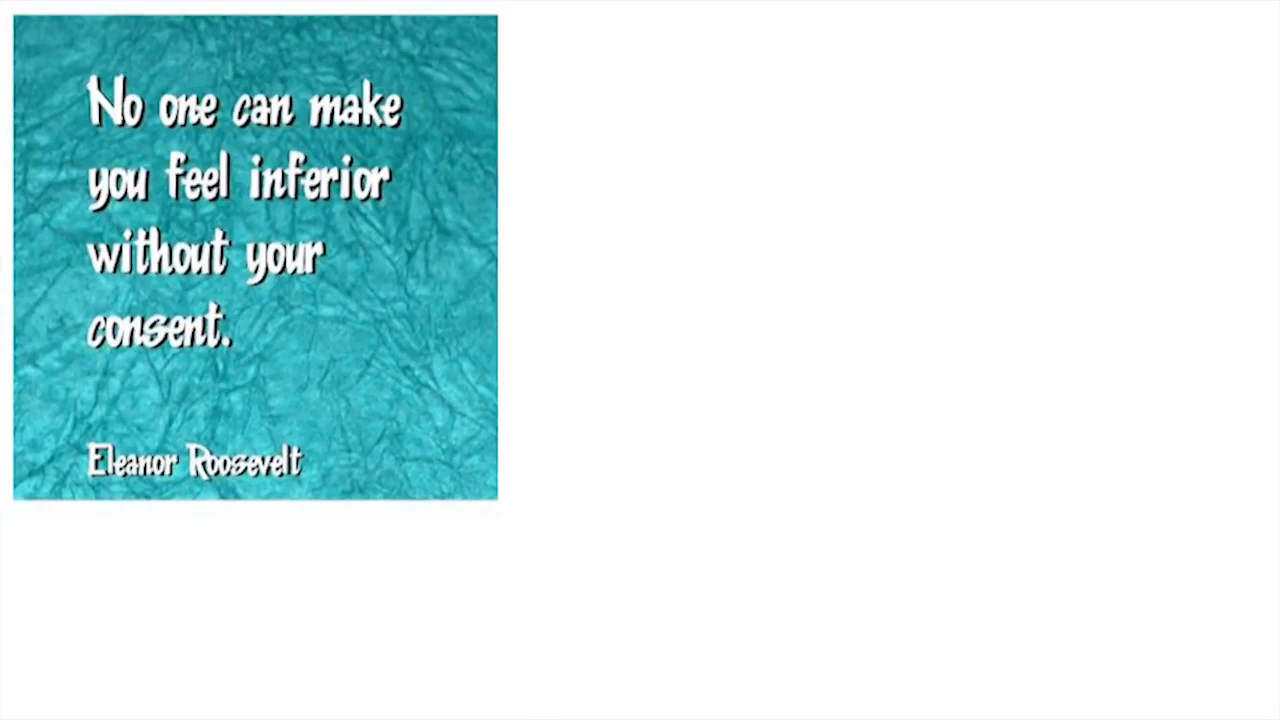 No one can make
you feel inferior
without your
consent.
Eleanor Roosevelt